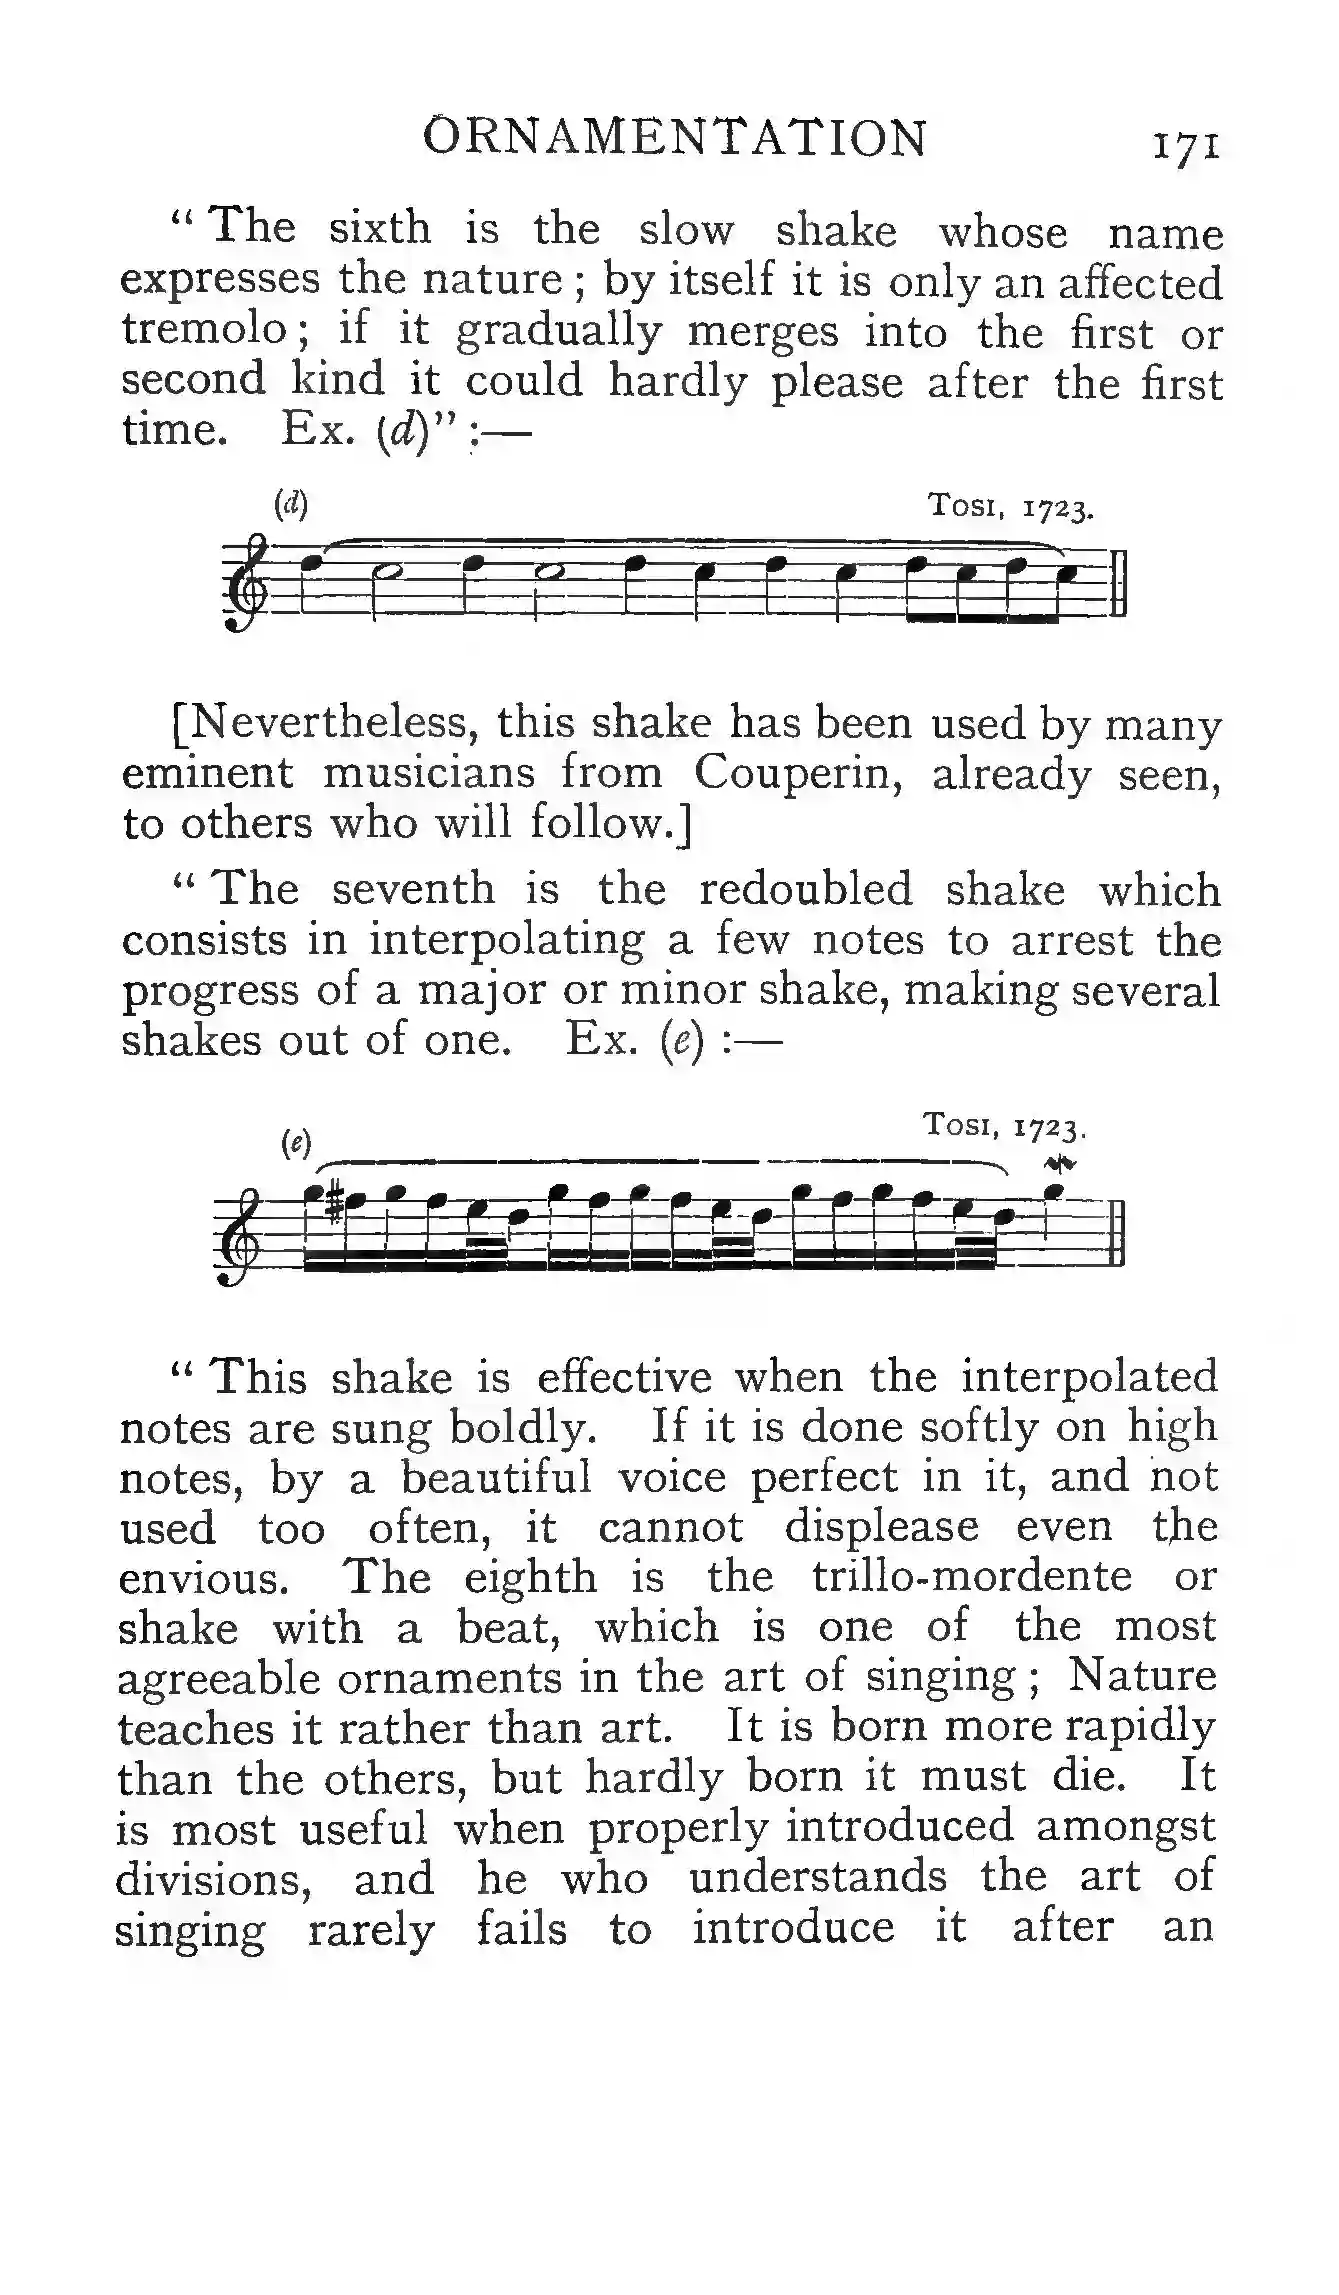 ORNAMENTATION 171
“ The sixth is the slow shake whose name
expresses the nature ; by itself it is only an affected
tremolo ; if it gradually merges into the first or
second kind it could hardly please after the first
time. Ex. (d)” :—
(d) Tosi, 1723.
[Nevertheless, this shake has been used by many
eminent musicians from Couperin, already seen,
to others who will follow.]
“ The seventh is the redoubled shake which
consists in interpolating a few notes to arrest the
progress of a major or minor shake, making several
shakes out of one. Ex. (e) :—
(e) Tosi, 1723.
“ This shake is effective when the interpolated
notes are sung boldly. If it is done softly on high
notes, by a beautiful voice perfect in it, and not
used too often, it cannot displease even the
envious. The eighth is the trillo-mordente or
shake with a beat, which is one of the most
agreeable ornaments in the art of singing ; Nature
teaches it rather than art. It is born more rapidly
than the others, but hardly born it must die. It
is most useful when properly introduced amongst
divisions, and he who understands the art of
singing rarely fails to introduce it after an